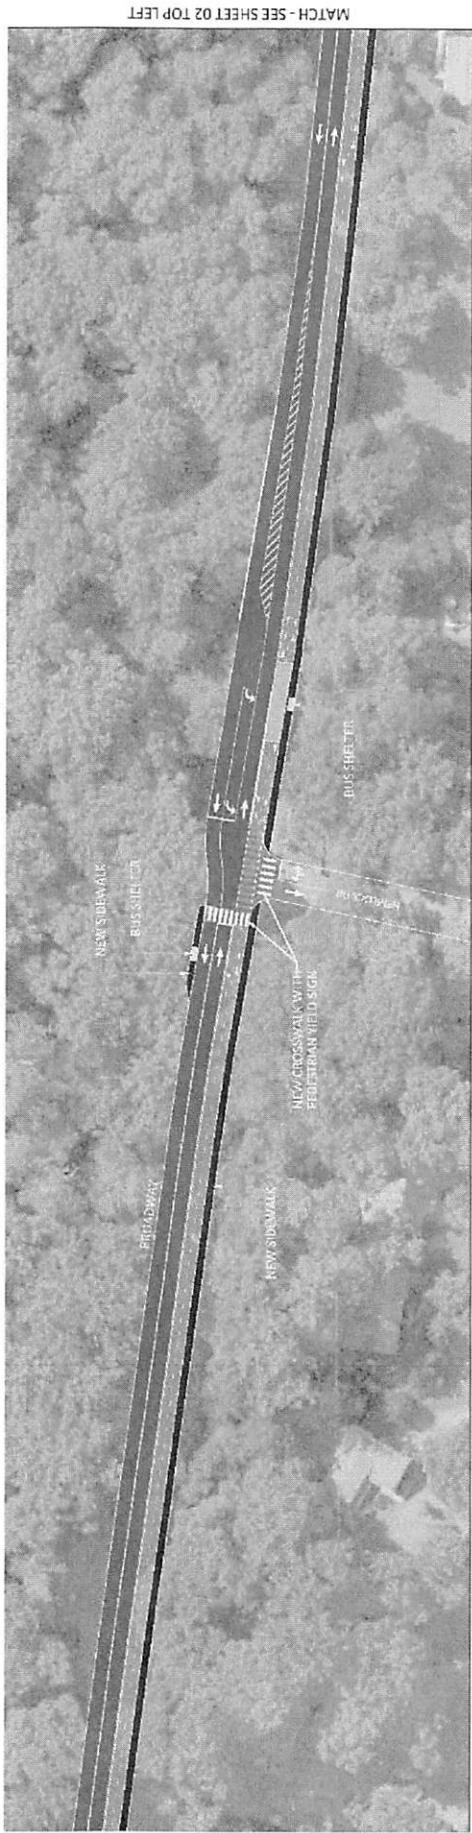 MATCH - SEE SHEET 02 TOP LEFT
BROADWAY
NEW SIDEWALK
BUS SHELTER
NEW SIDEWALK
NEW CROSSWALK WITH
PEDESTRIAN YIELD SIGN
BUS SHELTER